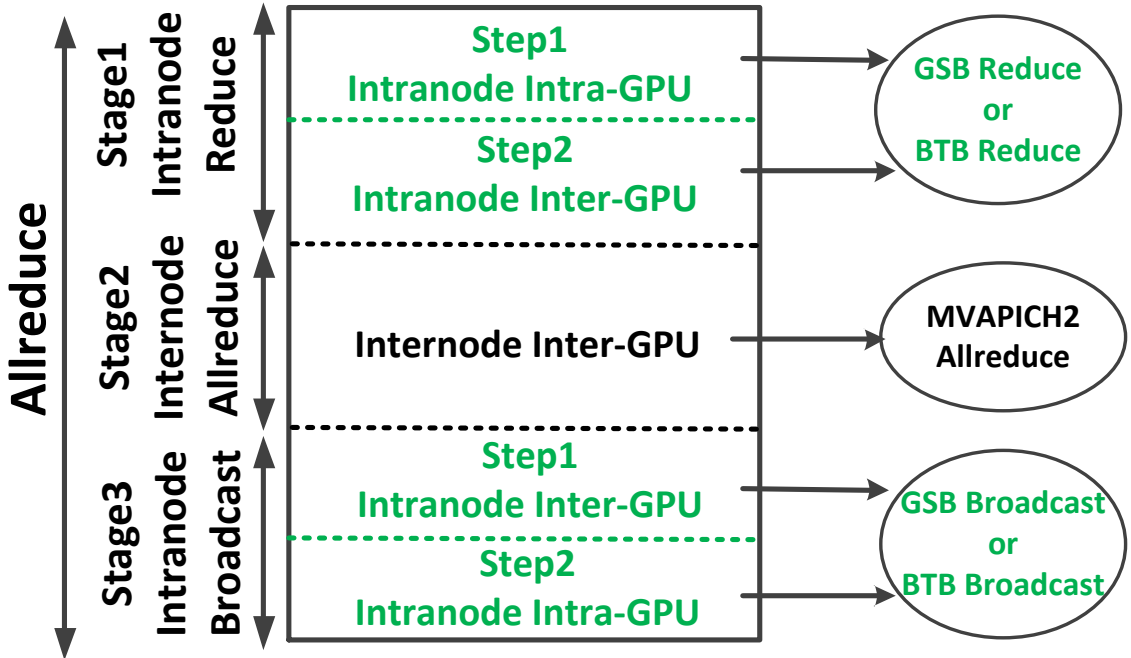 Allreduce
Stage1
Intranode
Reduce
Step1
Intranode Intra-GPU
Step2
Intranode Inter-GPU
GSB Reduce
or
BTB Reduce
Stage2
Internode
Allreduce
Internode Inter-GPU
MVAPICH2
Allreduce
Stage3
Intranode
Broadcast
Step1
Intranode Inter-GPU
Step2
Intranode Intra-GPU
GSB Broadcast
or
BTB Broadcast